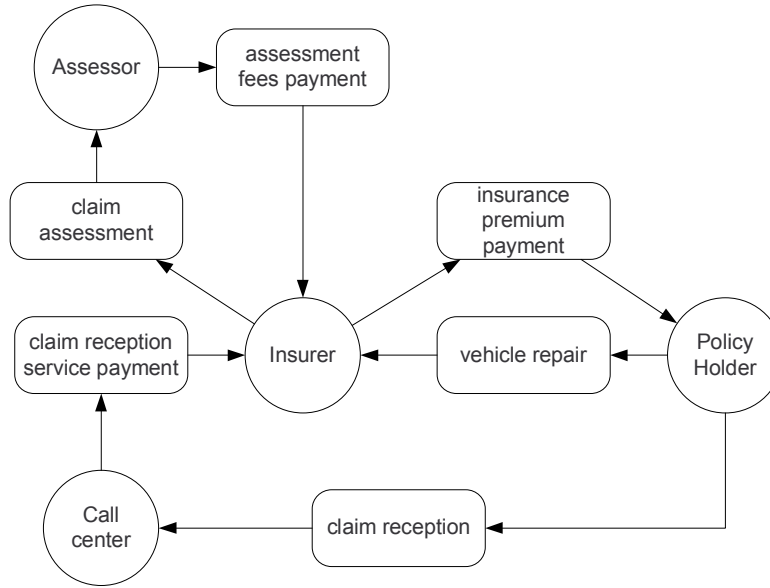 Assessor
assessment
fees payment
claim
assessment
insurance
premium
payment
claim reception
service payment
Insurer
vehicle repair
Policy
Holder
Call
center
claim reception